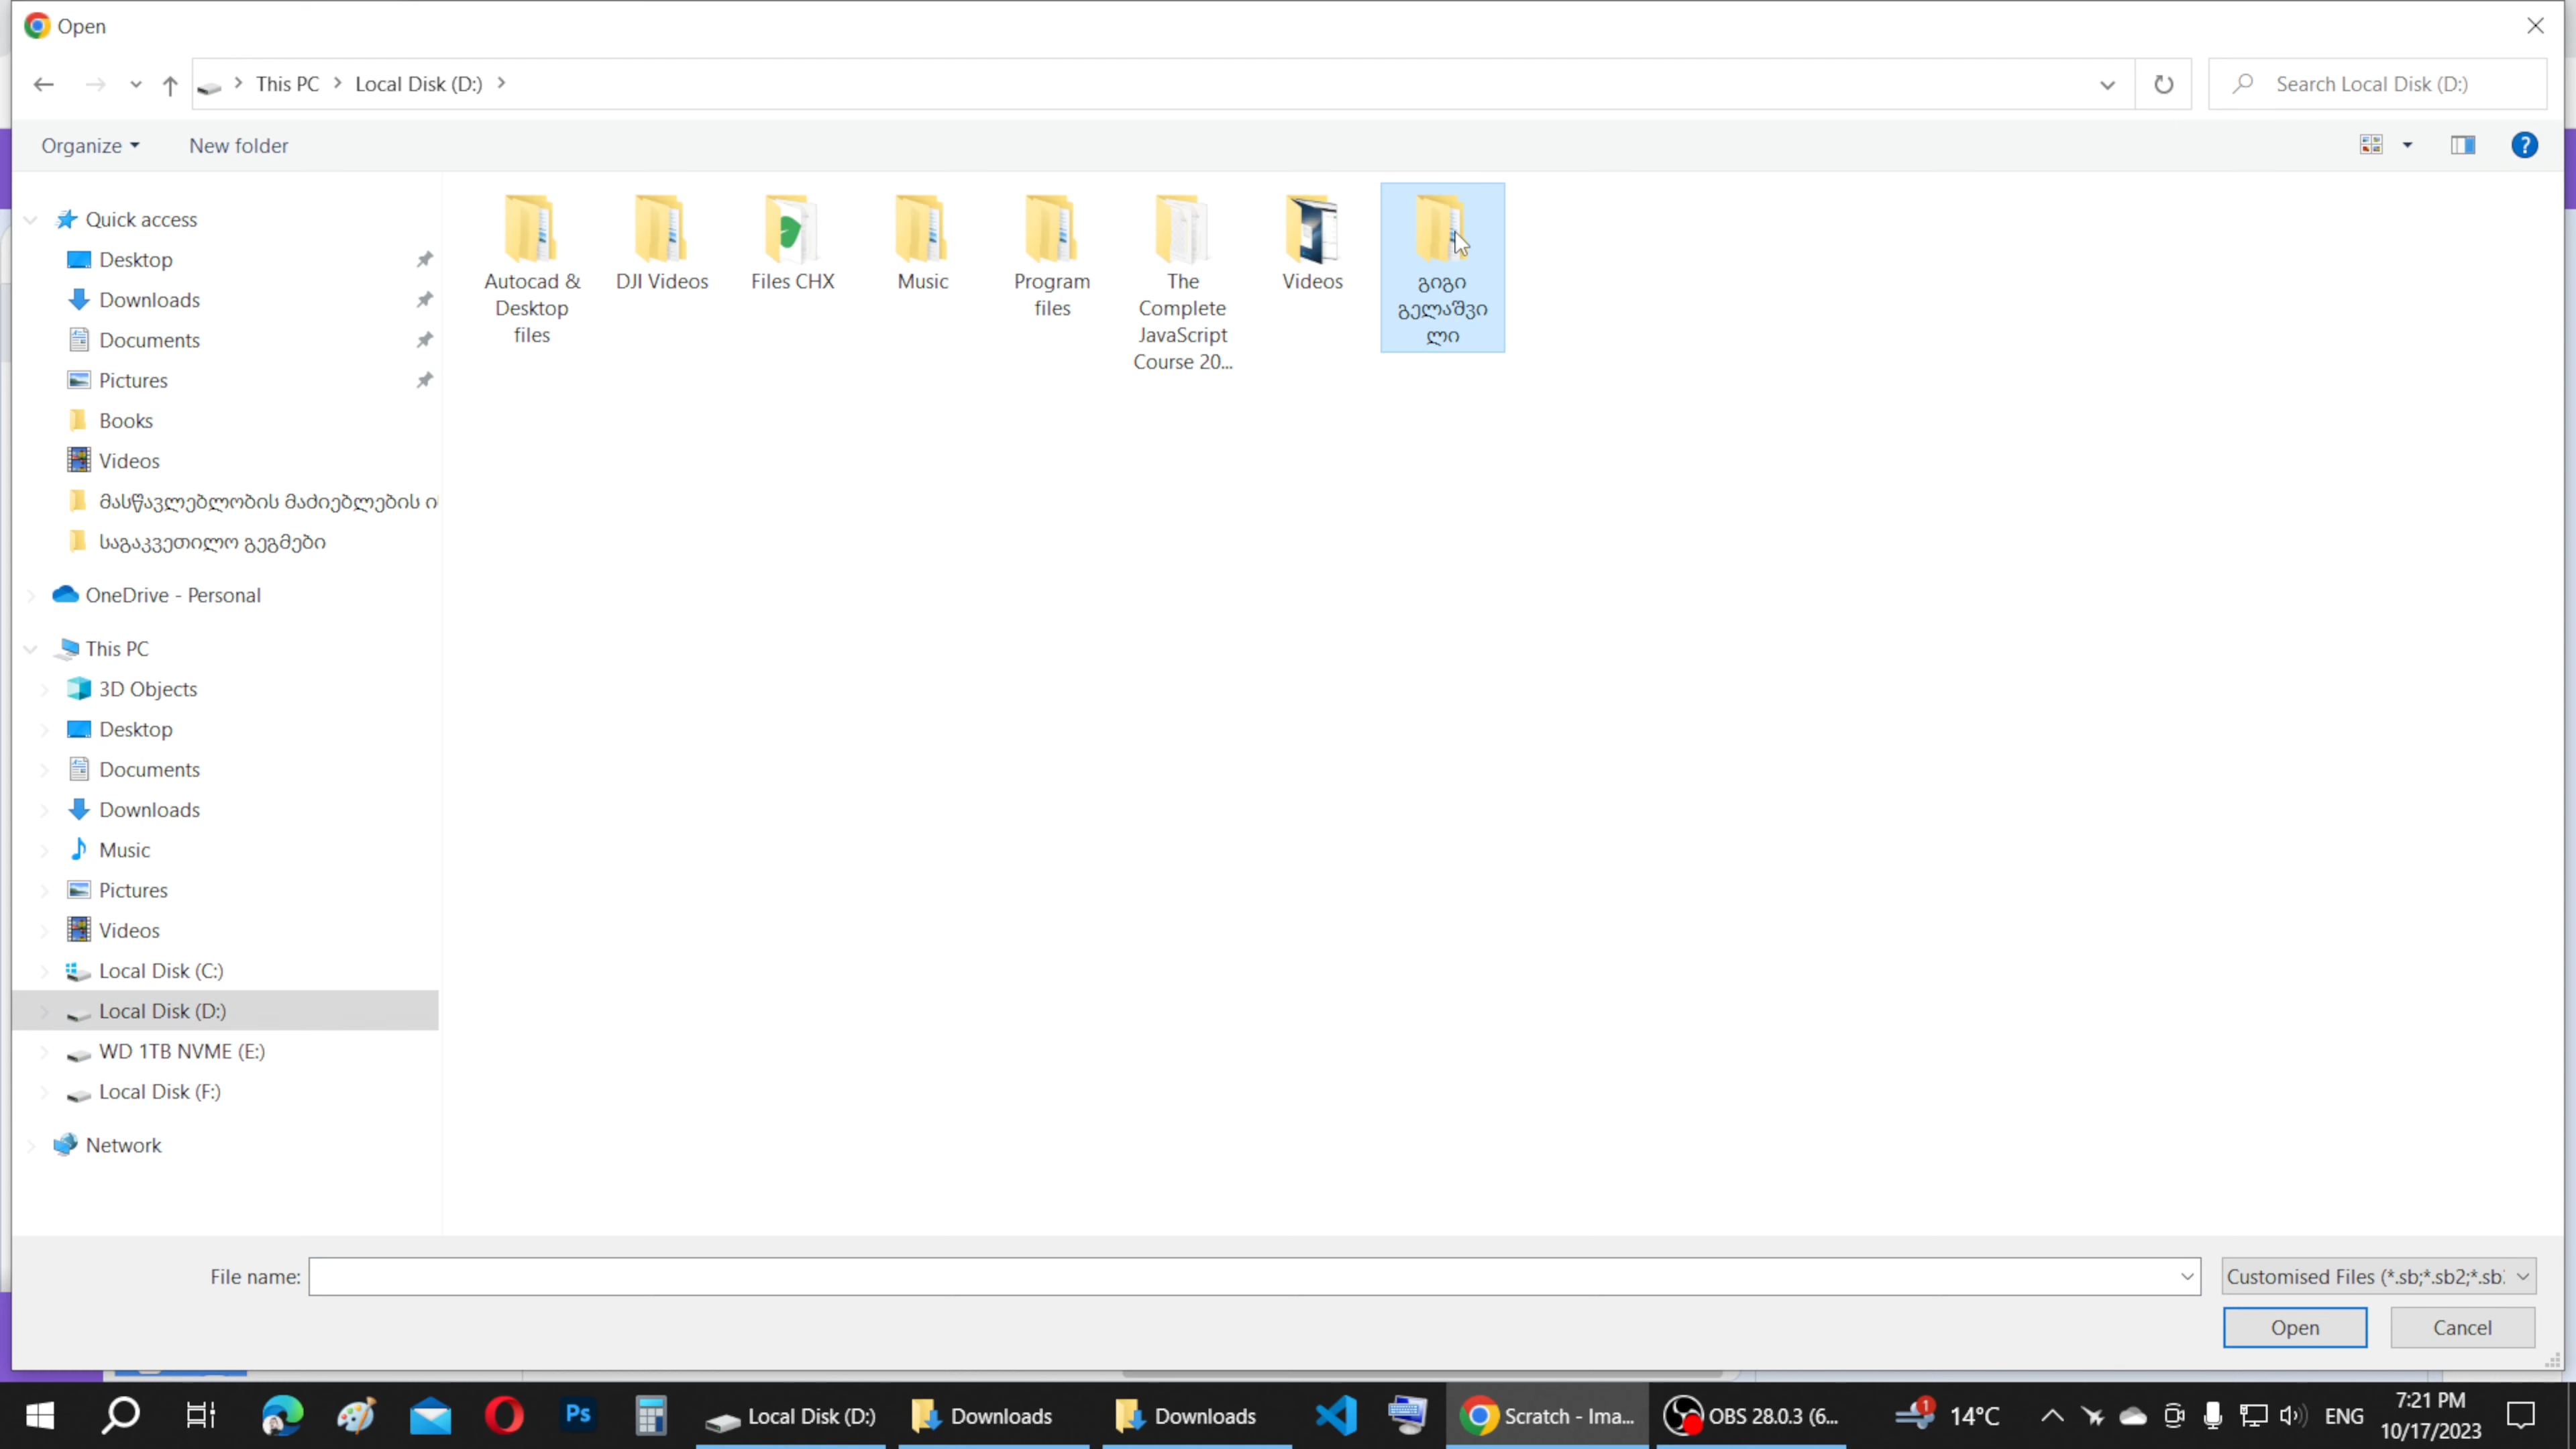 Open
This PC
Local Disk (D:)
Search Local Disk (D:)
Organize
New folder
Quick access
Desktop
Downloads
Documents
Pictures
Books
Videos
მასწავლებლობის მაძიებლების ი
საგაკვეთილო გეგმები
OneDrive - Personal
This PC
3D Objects
Desktop
Documents
Downloads
Music
Pictures
Videos
Local Disk (C:)
Local Disk (D:)
WD 1TB NVME (E:)
Local Disk (F:)
Network
Autocad &
Desktop
files
DJI Videos
Files CHX
Music
Program
files
The
Complete
JavaScript
Course 20...
Videos
გიგი
გელაშვი
ლი
File name:
Customised Files (*.sb;*.sb2;*.sb
Open
Cancel
Ps
Local Disk (D:)
Downloads
Downloads
Scratch - Ima...
OBS 28.0.3 (6...
1
14°C
ENG
7:21 PM
10/17/2023